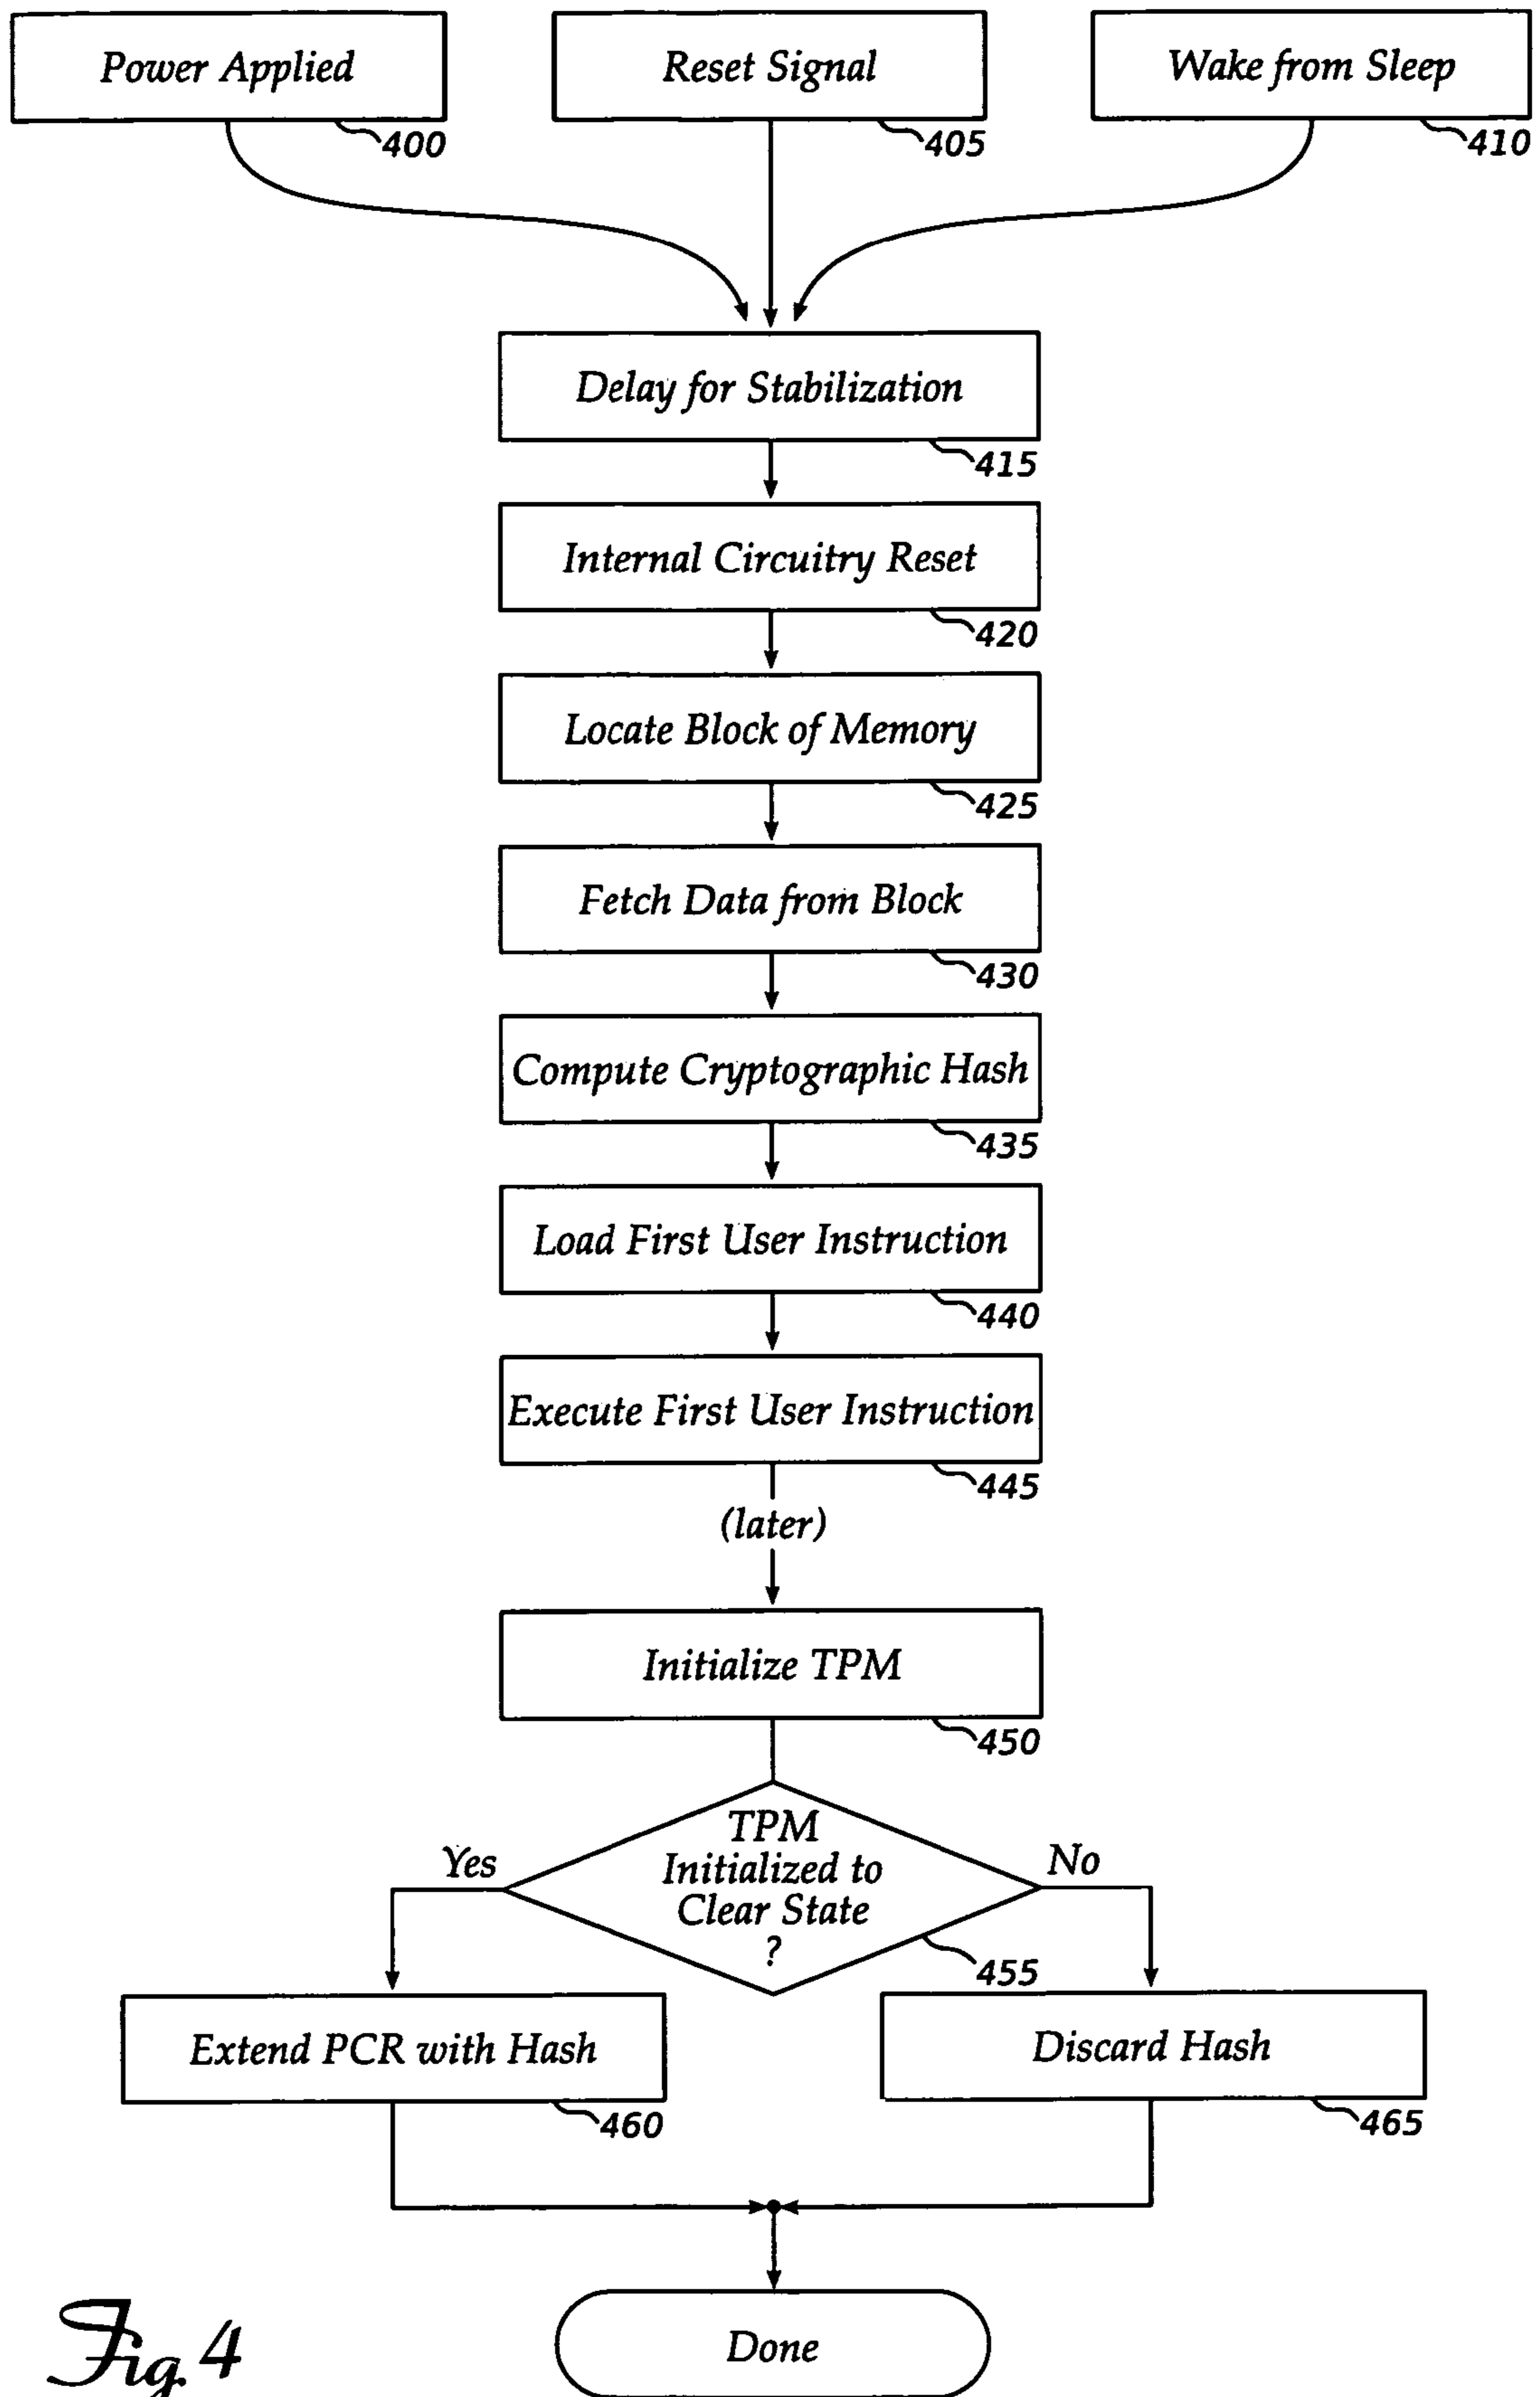 Power Applied
400
Reset Signal
405
Wake from Sleep
410
Delay for Stabilization
415
Internal Circuitry Reset
420
Locate Block of Memory
425
Fetch Data from Block
430
Compute Cryptographic Hash
435
Load First User Instruction
440
Execute First User Instruction
445
(later)
Initialize TPM
450
TPM
Initialized to
Clear State
?
455
Yes
No
Extend PCR with Hash
460
Discard Hash
465
Done
Fig. 4